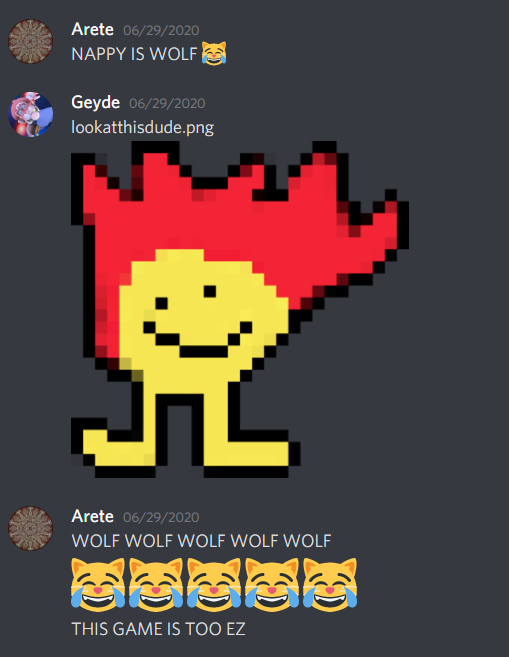 Arete 06/29/2020
NAPPY IS WOLF 😹
Geyde 06/29/2020
lookatthisdude.png
Arete 06/29/2020
WOLF WOLF WOLF WOLF WOLF
😹😹😹😹😹
THIS GAME IS TOO EZ